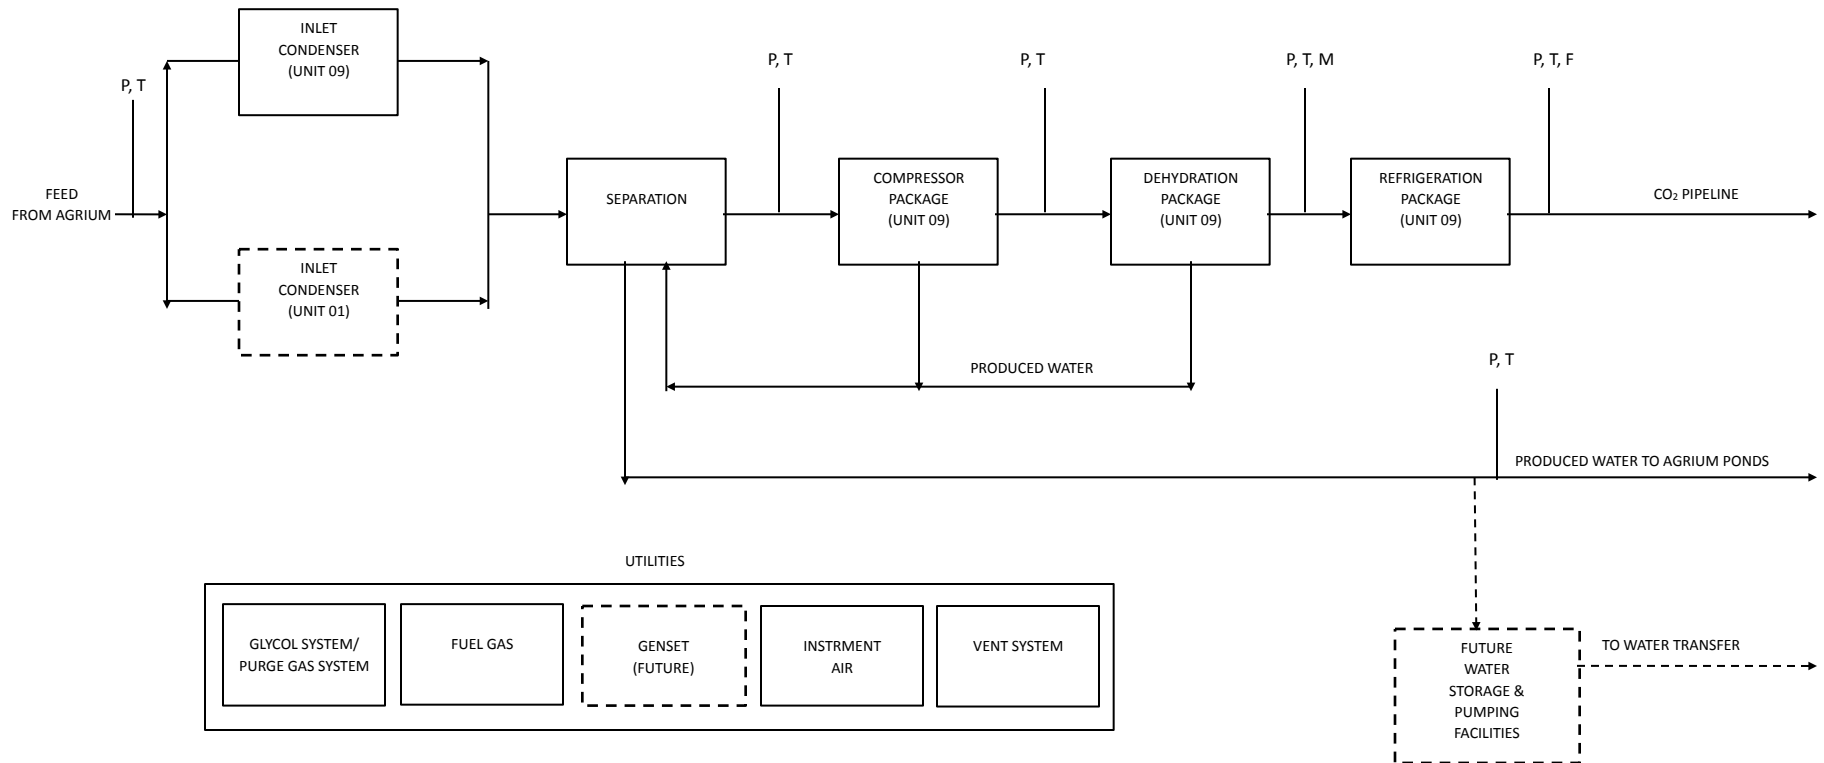 INLET
CONDENSER
(UNIT 09)
P, T
P, T
P, T
P, T, M
P, T, F
FEED
FROM AGRIUM
SEPARATION
COMPRESSOR
PACKAGE
(UNIT 09)
DEHYDRATION
PACKAGE
(UNIT 09)
REFRIGERATION
PACKAGE
(UNIT 09)
CO₂ PIPELINE
INLET
CONDENSER
(UNIT 01)
PRODUCED WATER
P, T
PRODUCED WATER TO AGRIUM PONDS
UTILITIES
GLYCOL SYSTEM/
PURGE GAS SYSTEM
FUEL GAS
GENSET
(FUTURE)
INSTRMENT
AIR
VENT SYSTEM
FUTURE
WATER
STORAGE &
PUMPING
FACILITIES
TO WATER TRANSFER